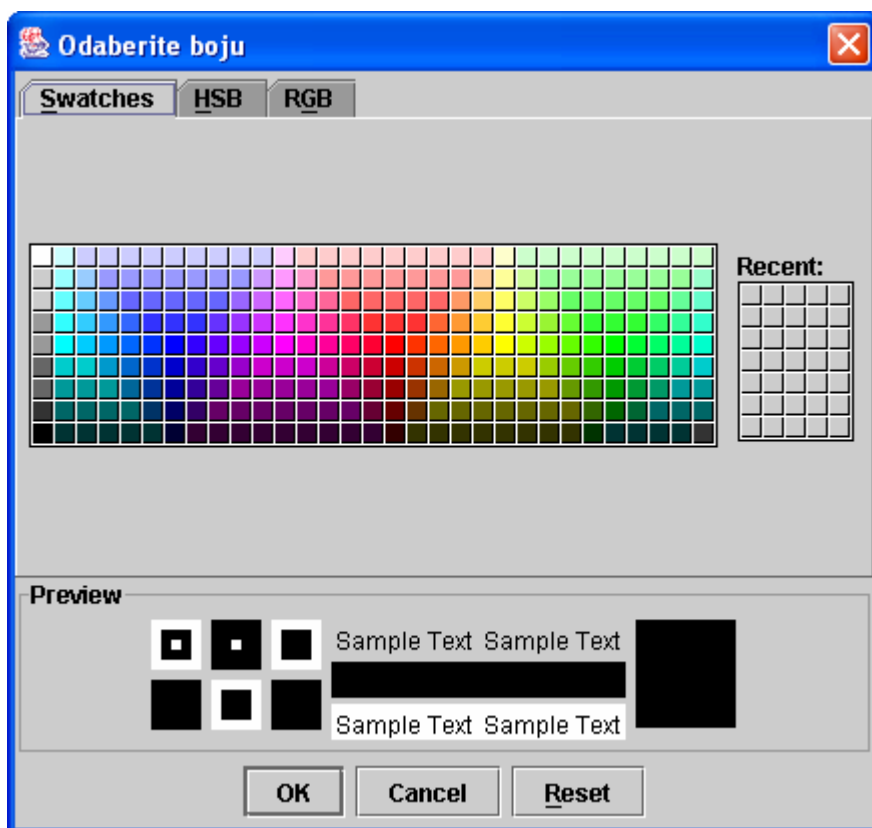 Odaberite boju
Swatches HSB RGB
Recent:
Preview
Sample Text Sample Text
Sample Text Sample Text
OK Cancel Reset